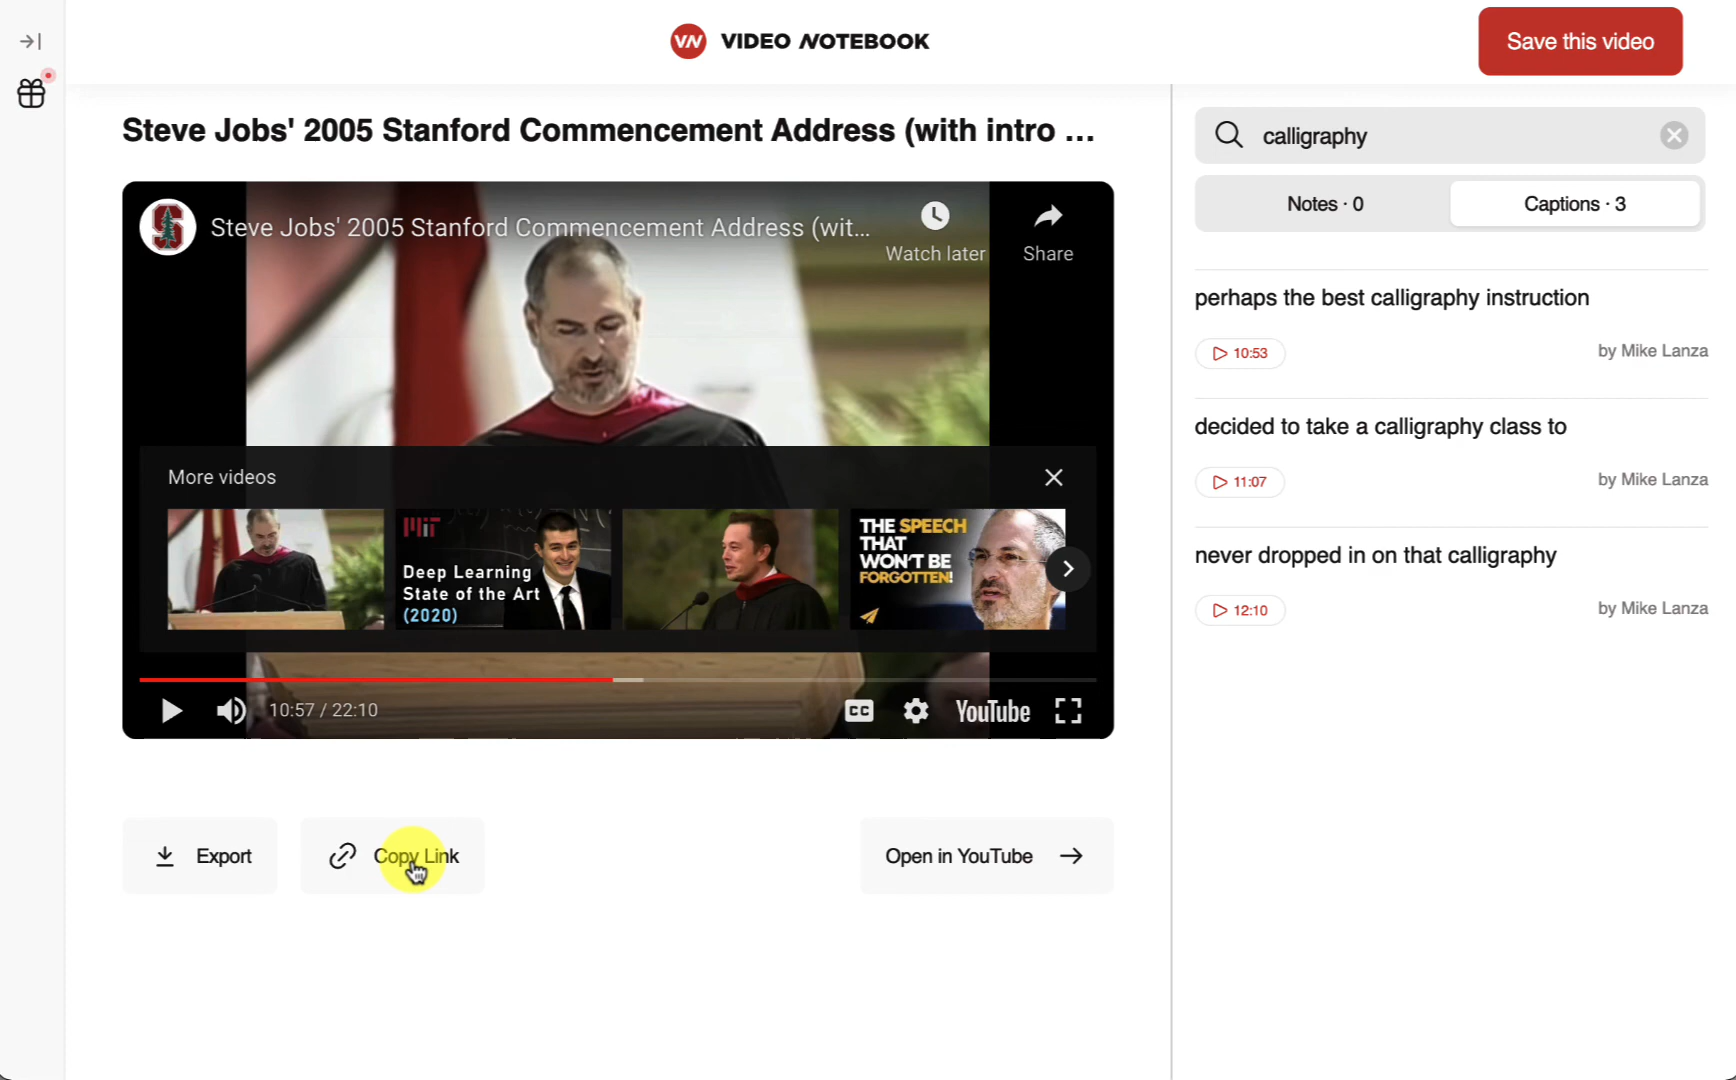 VN VIDEO NOTEBOOK
Save this video
Steve Jobs' 2005 Stanford Commencement Address (with intro ...
Steve Jobs' 2005 Stanford Commencement Address (wit...
Watch later
Share
More videos
MiT
Deep Learning
State of the Art
(2020)
THE SPEECH
THAT
WON'T BE
FORGOTTEN!
10:57 / 22:10
CC
YouTube
Export
Copy Link
Open in YouTube
calligraphy
Notes · 0
Captions · 3
perhaps the best calligraphy instruction
10:53
by Mike Lanza
decided to take a calligraphy class to
11:07
by Mike Lanza
never dropped in on that calligraphy
12:10
by Mike Lanza